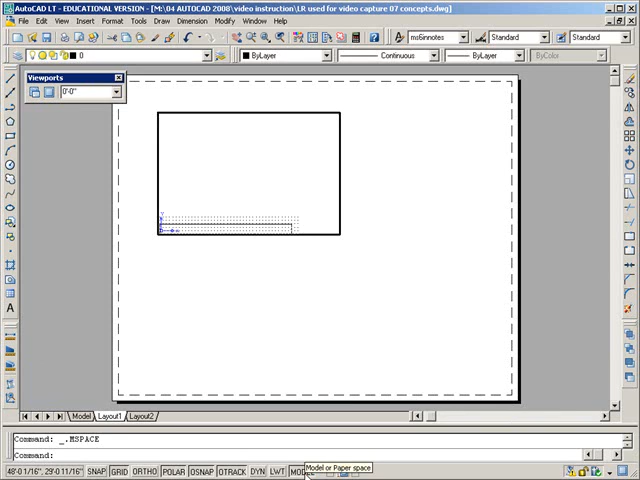 AutoCAD LT - EDUCATIONAL VERSION - [M:\04 AUTOCAD 2008\video instruction\LR used for video capture 07 concepts.dwg]
File Edit View Insert Format Tools Draw Dimension Modify Window Help
ms6innotes Standard Standard
0 ByLayer Continuous ByLayer ByColor
Viewports
0'-0"
Y
A
Model Layout1 Layout2
Command: _.MSPACE
Command:
48'-0 1/16", 29'-0 11/16" SNAP GRID ORTHO POLAR OSNAP OTRACK DYN LWT MODEL
Model or Paper space